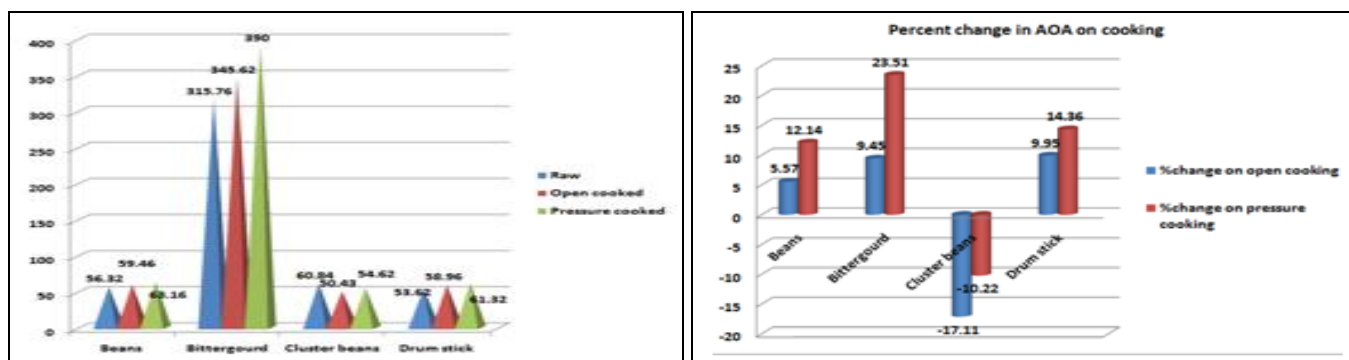 400
350
300
250
200
150
100
50
0
56.32
59.46
63.16
315.76
345.62
390
60.84
50.43
54.62
53.62
58.96
61.32
Beans
Bittergourd
Cluster beans
Drum stick
Raw
Open cooked
Pressure cooked
Percent change in AOA on cooking
25
20
15
10
5
0
-5
-10
-15
-20
5.57
12.14
9.45
23.51
-17.11
-10.22
9.95
14.36
Beans
Bittergourd
Cluster beans
Drum stick
%change on open cooking
%change on pressure
cooking